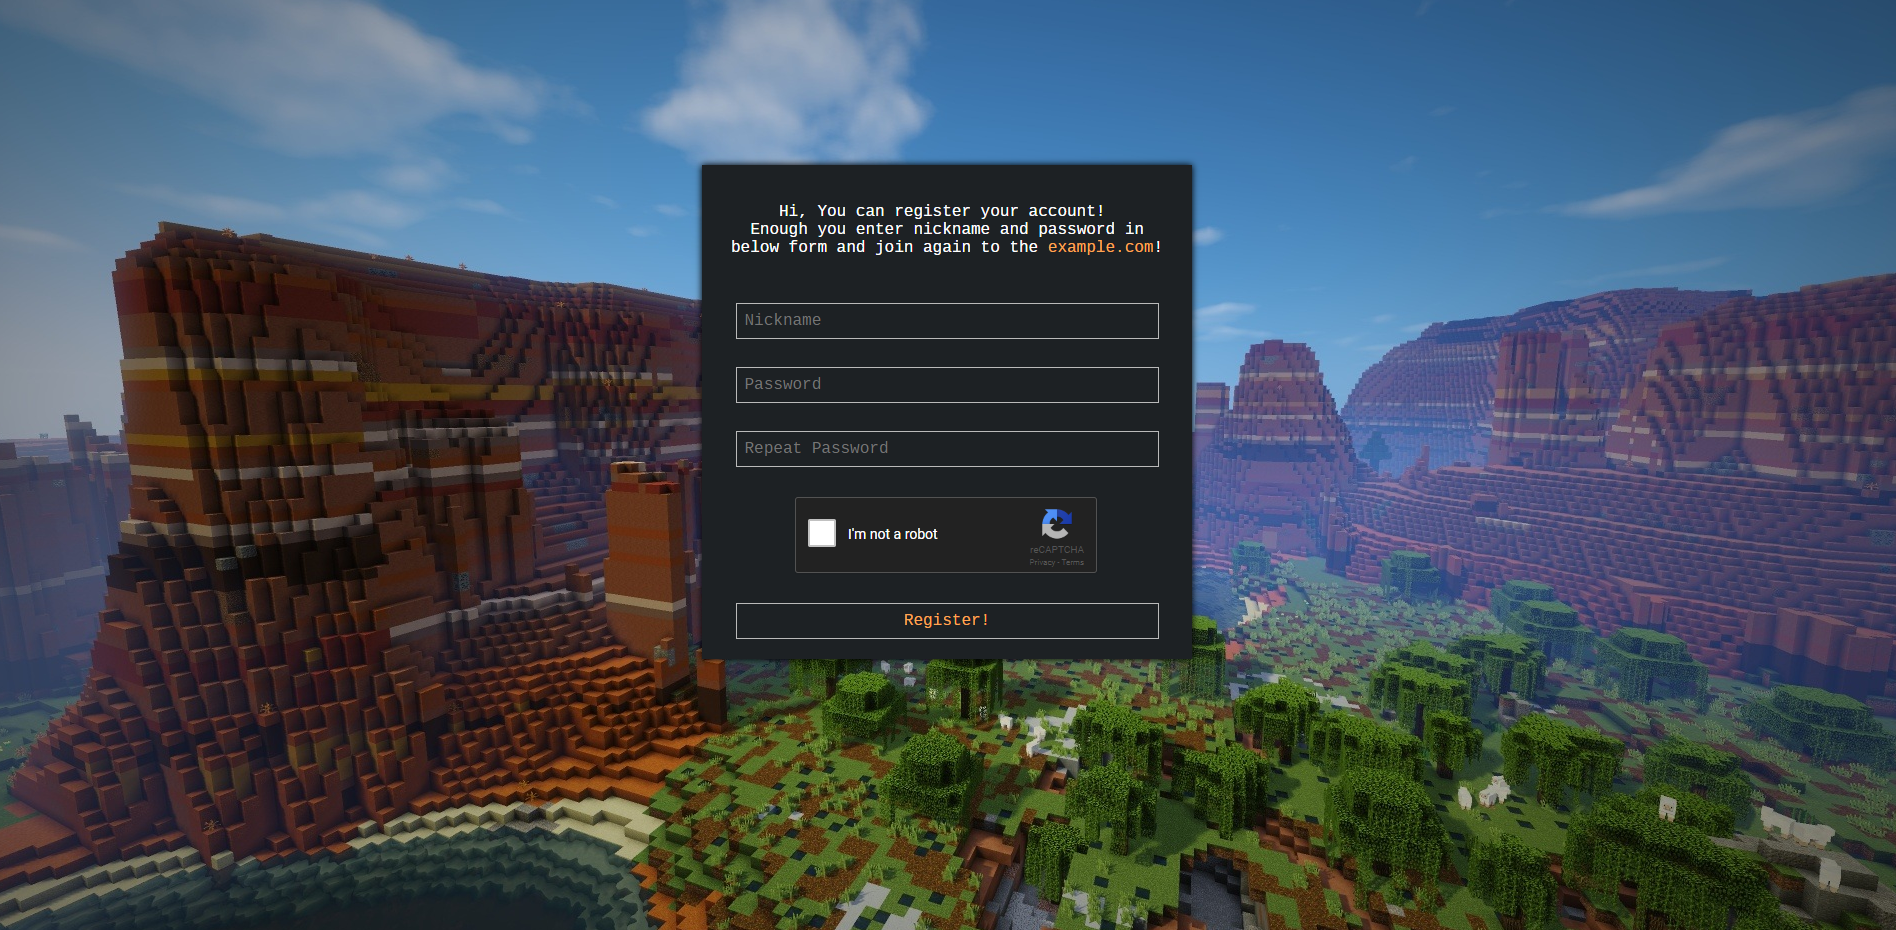 Hi, You can register your account!
Enough you enter nickname and password in
below form and join again to the example.com!
Nickname
Password
Repeat Password
I'm not a robot
reCAPTCHA
Privacy - Terms
Register!